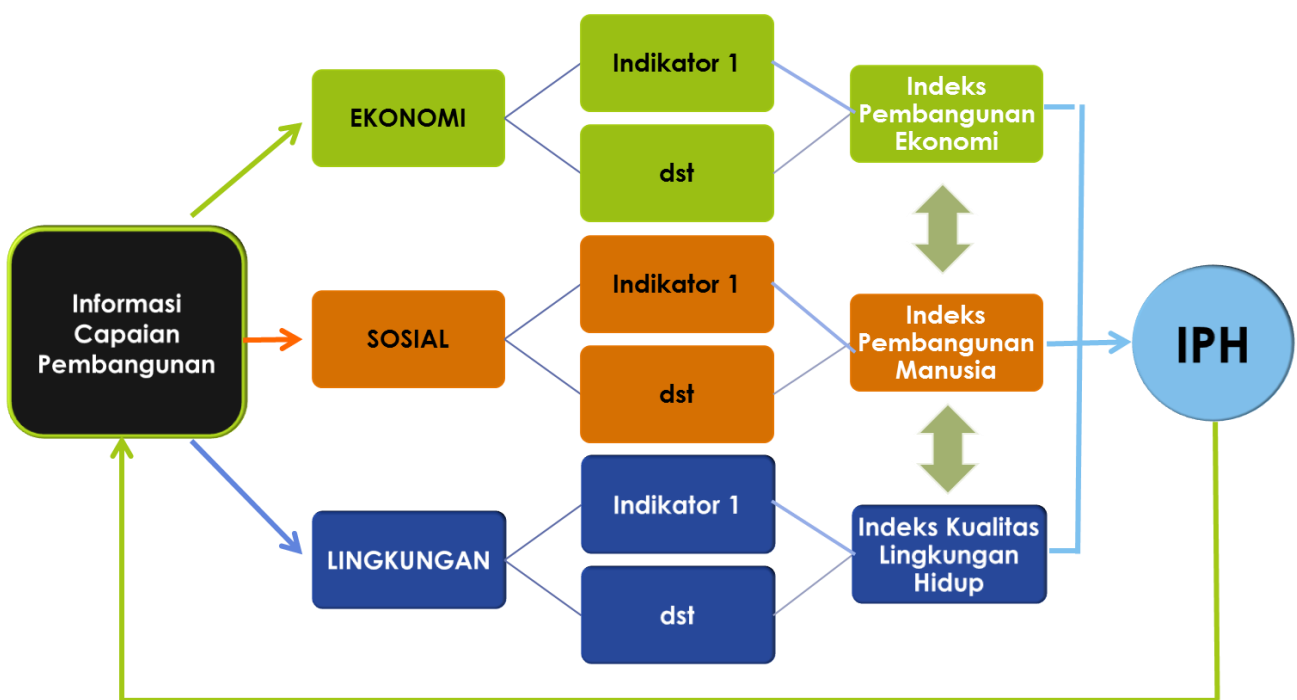 Informasi
Capaian
Pembangunan
EKONOMI
Indikator 1
dst
Indeks
Pembangunan
Ekonomi
SOSIAL
Indikator 1
dst
Indeks
Pembangunan
Manusia
LINGKUNGAN
Indikator 1
dst
Indeks Kualitas
Lingkungan
Hidup
IPH